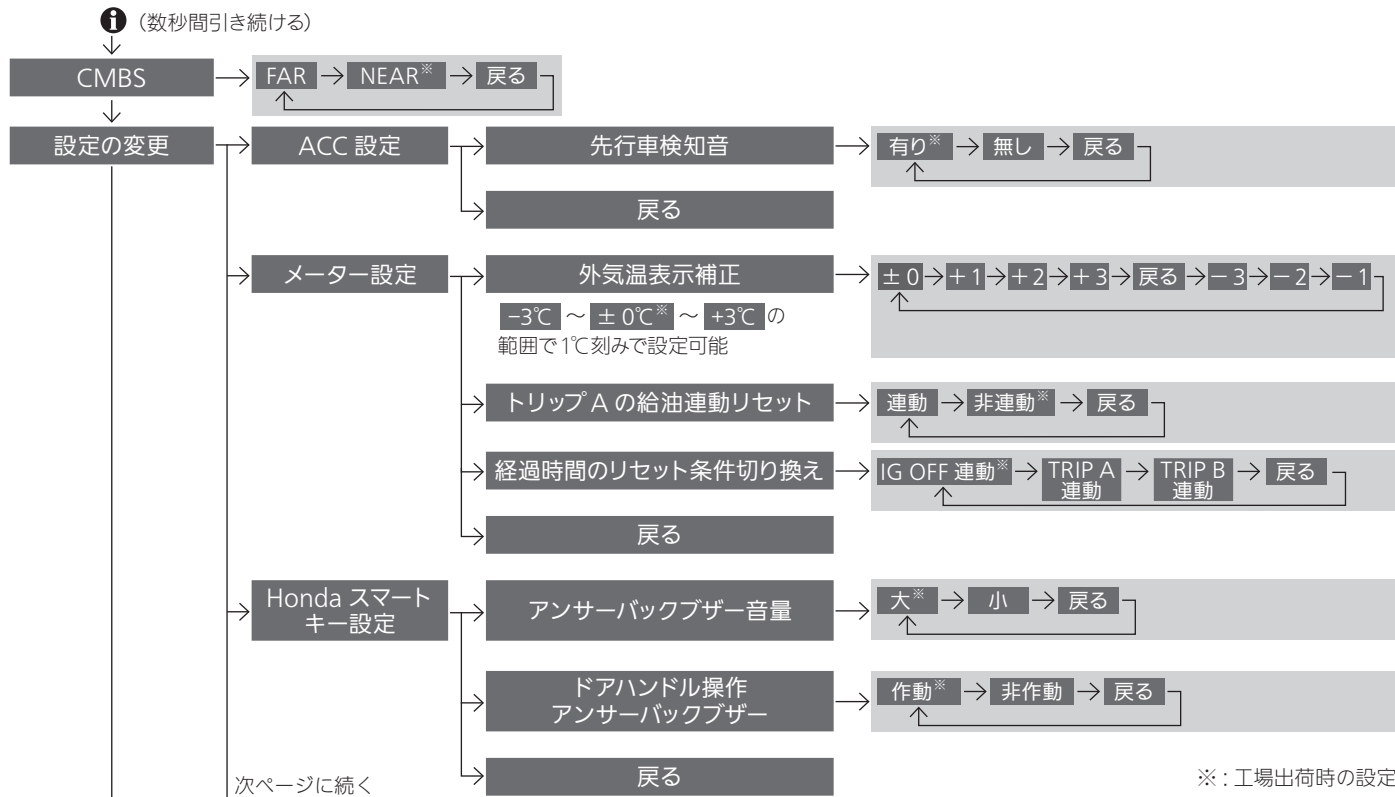 i (数秒間引き続ける)
CMBS
FAR → NEAR※ → 戻る
設定の変更
ACC 設定
先行車検知音
有り※ → 無し → 戻る
戻る
メーター設定
外気温表示補正
±0→+1→+2→+3→戻る→−3→−2→−1
−3℃ ～ ±0℃※ ～ +3℃ の
範囲で1℃刻みで設定可能
トリップ A の給油連動リセット
連動 → 非連動※ → 戻る
経過時間のリセット条件切り換え
IG OFF 連動※ → TRIP A 連動 → TRIP B 連動 → 戻る
戻る
Honda スマート
キー設定
アンサーバックブザー音量
大※ → 小 → 戻る
ドアハンドル操作
アンサーバックブザー
作動※ → 非作動 → 戻る
戻る
次ページに続く
※：工場出荷時の設定